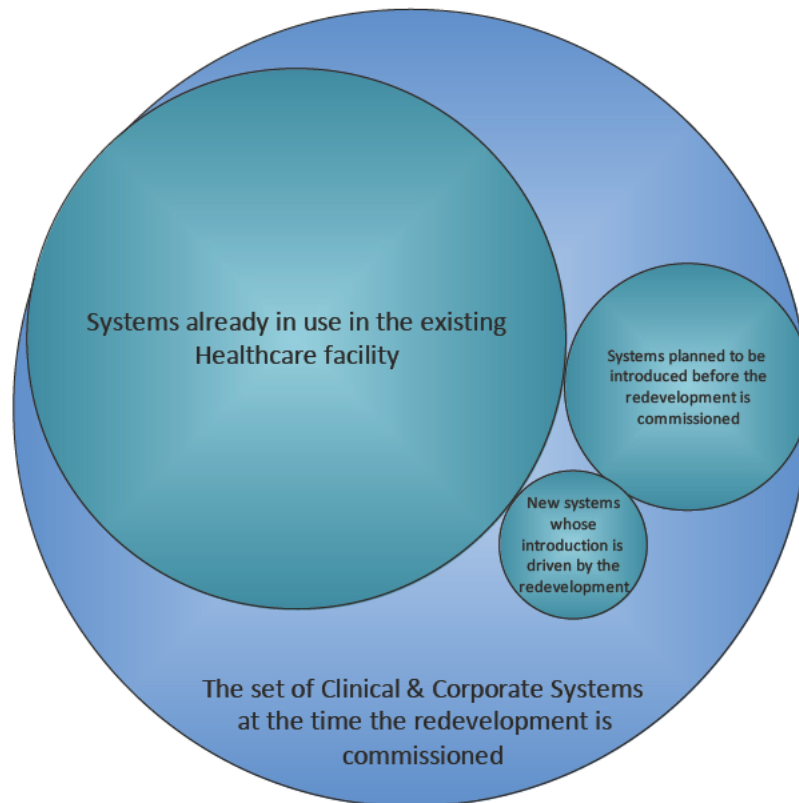 Systems already in use in the existing
Healthcare facility
Systems planned to be
introduced before the
redevelopment is
commissioned
New systems
whose
introduction is
driven by the
redevelopment
The set of Clinical & Corporate Systems
at the time the redevelopment is
commissioned